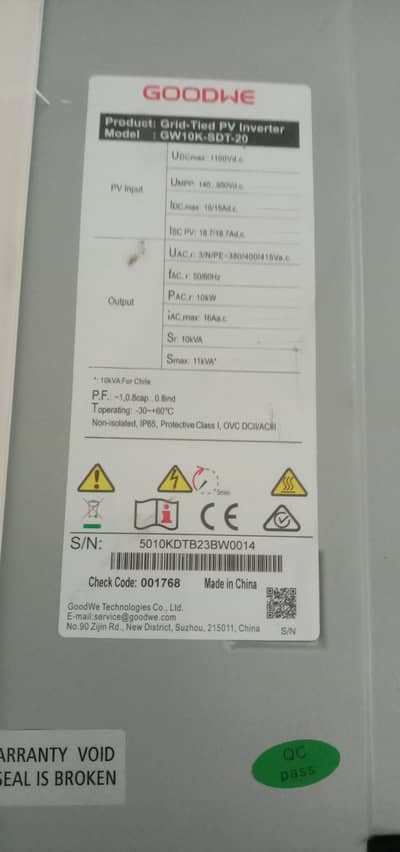 GOODWE
Product: Grid-Tied PV Inverter
Model : GW10K-SDT-20
PV Input
UDCmax: 1100Vd.c.
UMPP: 140...950Vd.c.
IDC,max: 15/15Ad.c.
ISC PV: 18.7/18.7Ad.c.
Output
UAC,r: 3/N/PE~380/400/415Va.c.
fAC, r: 50/60Hz
PAC,r: 10kW
IAC,max: 16Aa.c
Sr: 10kVA
Smax: 11kVA*
*: 10kVA For Chile
P.F.: ~1,0.8cap...0.8ind
Toperating: -30~+60°C
Non-isolated, IP65, Protective Class I, OVC DCII/ACIII
5min
S/N: 5010KDTB23BW0014
Check Code: 001768 Made in China
GoodWe Technologies Co., Ltd.
E-mail:service@goodwe.com
No.90 Zijin Rd., New District, Suzhou, 215011, China
S/N
ARRANTY VOID
SEAL IS BROKEN
QC
pass